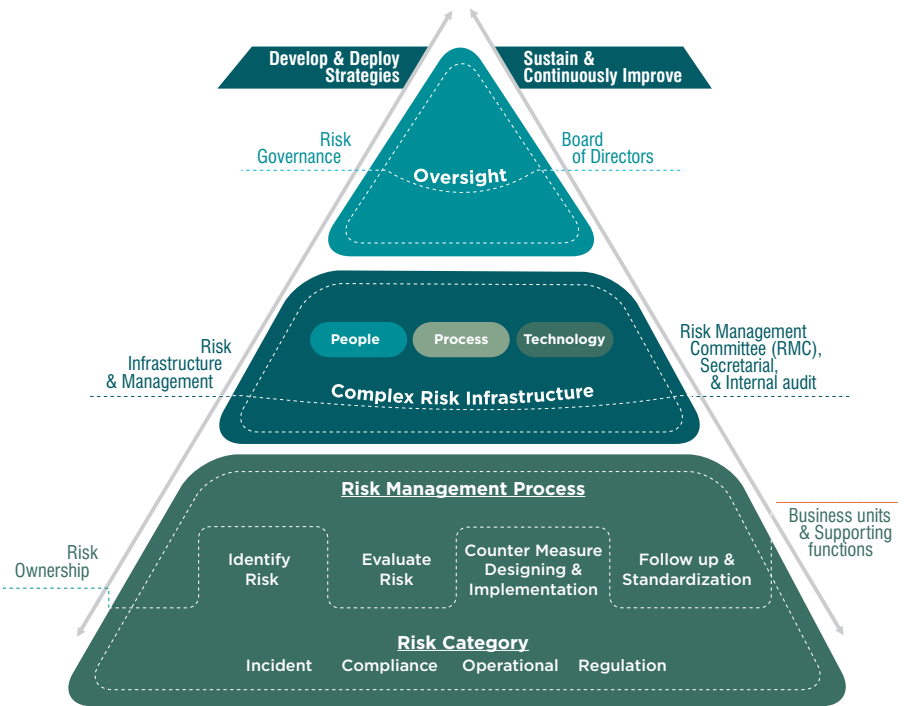 Develop & Deploy
Strategies
Sustain &
Continuously Improve
Risk
Governance
Board
of Directors
Oversight
People
Process
Technology
Risk
Infrastructure
& Management
Risk Management
Committee (RMC),
Secretarial,
& Internal audit
Complex Risk Infrastructure
Risk Management Process
Business units
& Supporting
functions
Risk
Ownership
Identify
Risk
Evaluate
Risk
Counter Measure
Designing &
Implementation
Follow up &
Standardization
Risk Category
Incident
Compliance
Operational
Regulation